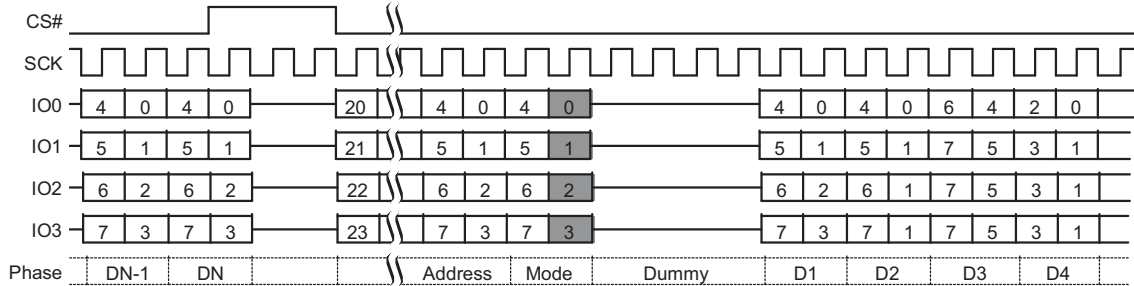 CS#
SCK
IO0 4 0 4 0 20 4 0 4 0 4 0 4 0 6 4 2 0
IO1 5 1 5 1 21 5 1 5 1 5 1 5 1 7 5 3 1
IO2 6 2 6 2 22 6 2 6 2 6 2 6 1 7 5 3 1
IO3 7 3 7 3 23 7 3 7 3 7 3 7 1 7 5 3 1
Phase DN-1 DN Address Mode Dummy D1 D2 D3 D4